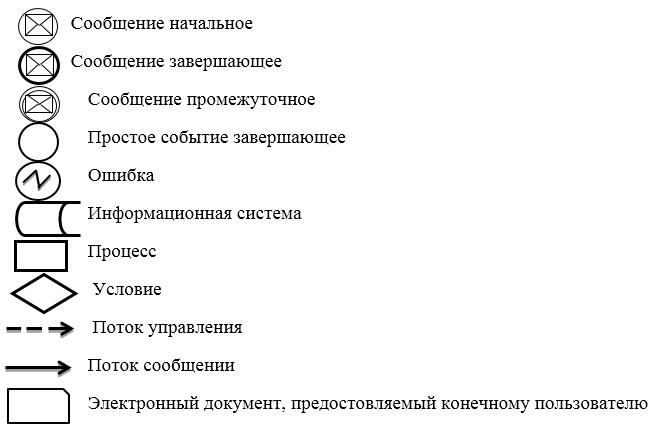 Сообщение начальное
Сообщение завершающее
Сообщение промежуточное
Простое событие завершающее
Ошибка
Информационная система
Процесс
Условие
Поток управления
Поток сообщении
Электронный документ, предостовляемый конечному пользователю